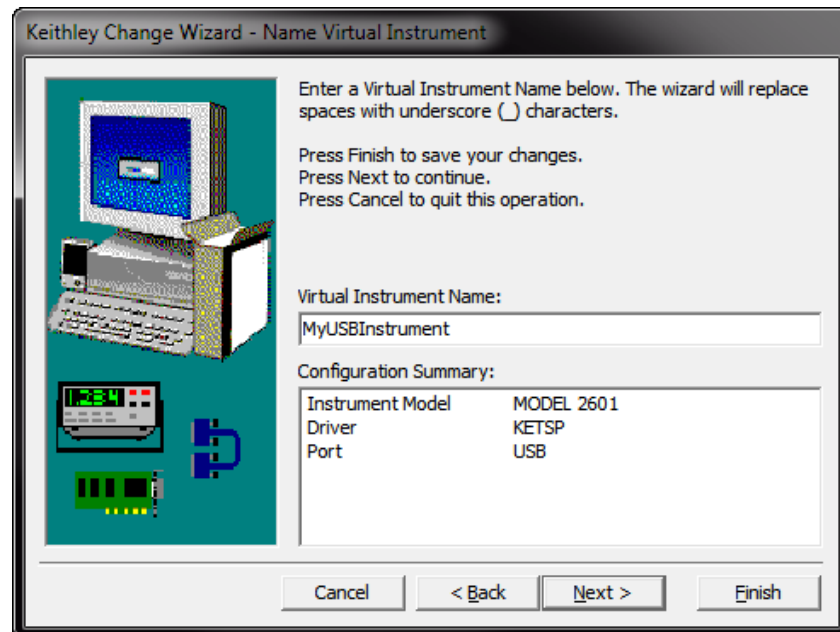 Keithley Change Wizard - Name Virtual Instrument
Enter a Virtual Instrument Name below. The wizard will replace
spaces with underscore (_) characters.
Press Finish to save your changes.
Press Next to continue.
Press Cancel to quit this operation.
Virtual Instrument Name:
MyUSBInstrument
Configuration Summary:
Instrument Model MODEL 2601
Driver KETSP
Port USB
1.234
Cancel < Back Next > Finish